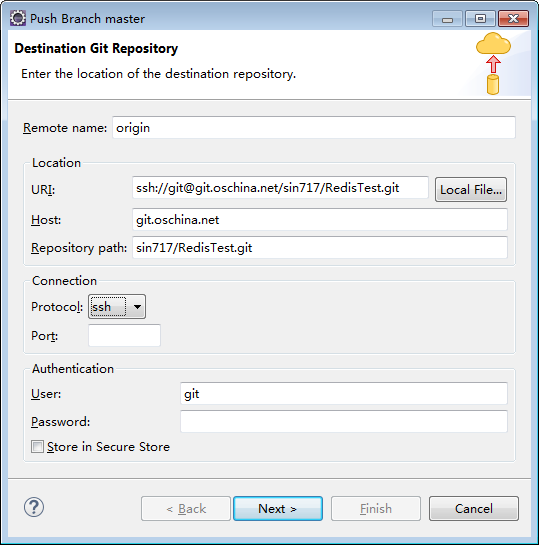 Push Branch master
Destination Git Repository
Enter the location of the destination repository.
Remote name: origin
Location
URI: ssh://git@git.oschina.net/sin717/RedisTest.git Local File...
Host: git.oschina.net
Repository path: sin717/RedisTest.git
Connection
Protocol: ssh
Port:
Authentication
User: git
Password:
Store in Secure Store
? < Back Next > Finish Cancel